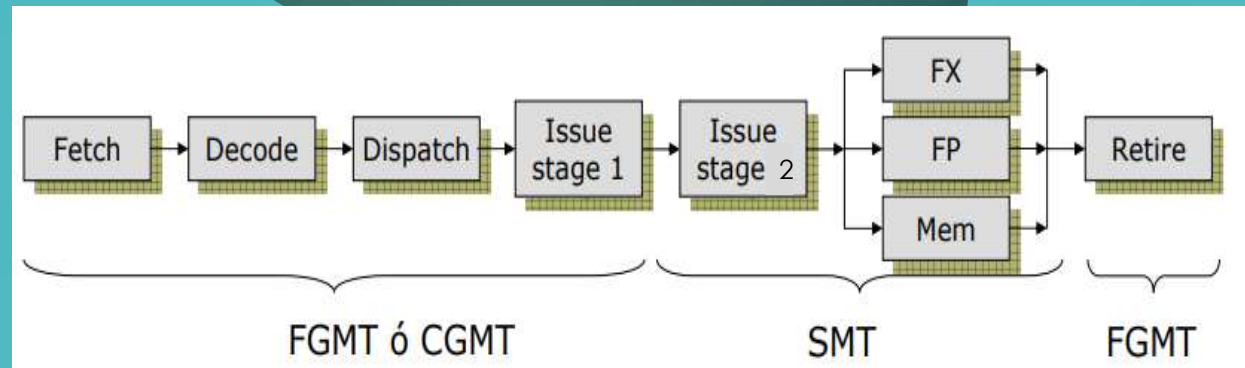 Fetch
Decode
Dispatch
Issue
stage 1
Issue
stage 2
FX
FP
Mem
Retire
FGMT ó CGMT
SMT
FGMT